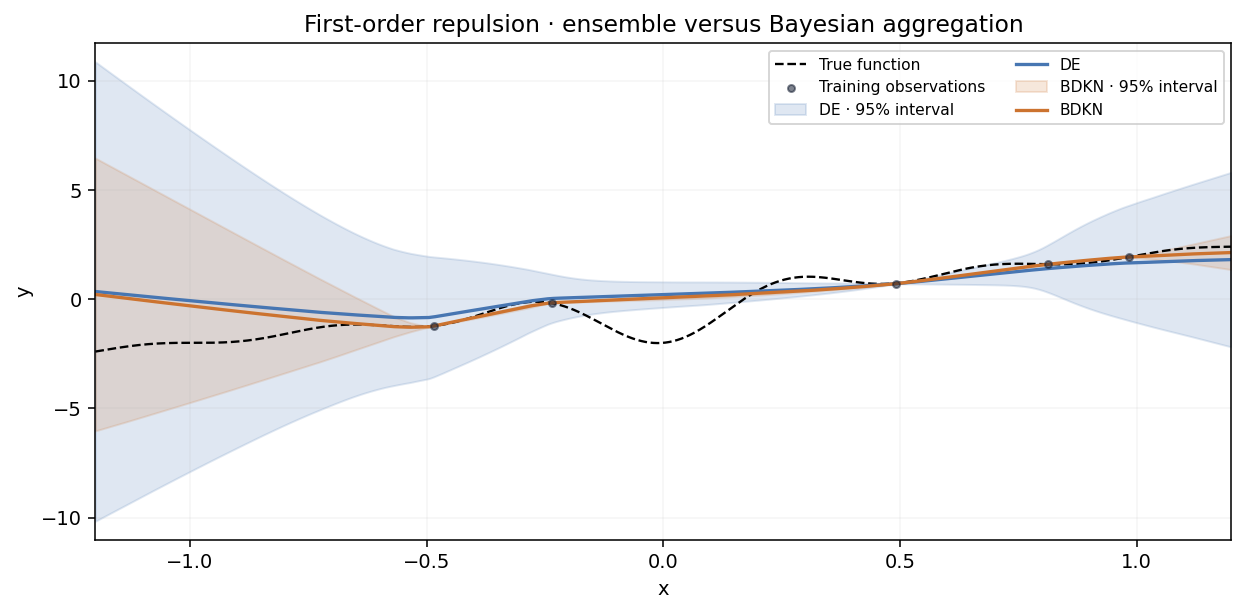 First-order repulsion · ensemble versus Bayesian aggregation
True function
Training observations
DE · 95% interval
DE
BDKN · 95% interval
BDKN
10
5
0
−5
−10
y
−1.0 −0.5 0.0 0.5 1.0
x